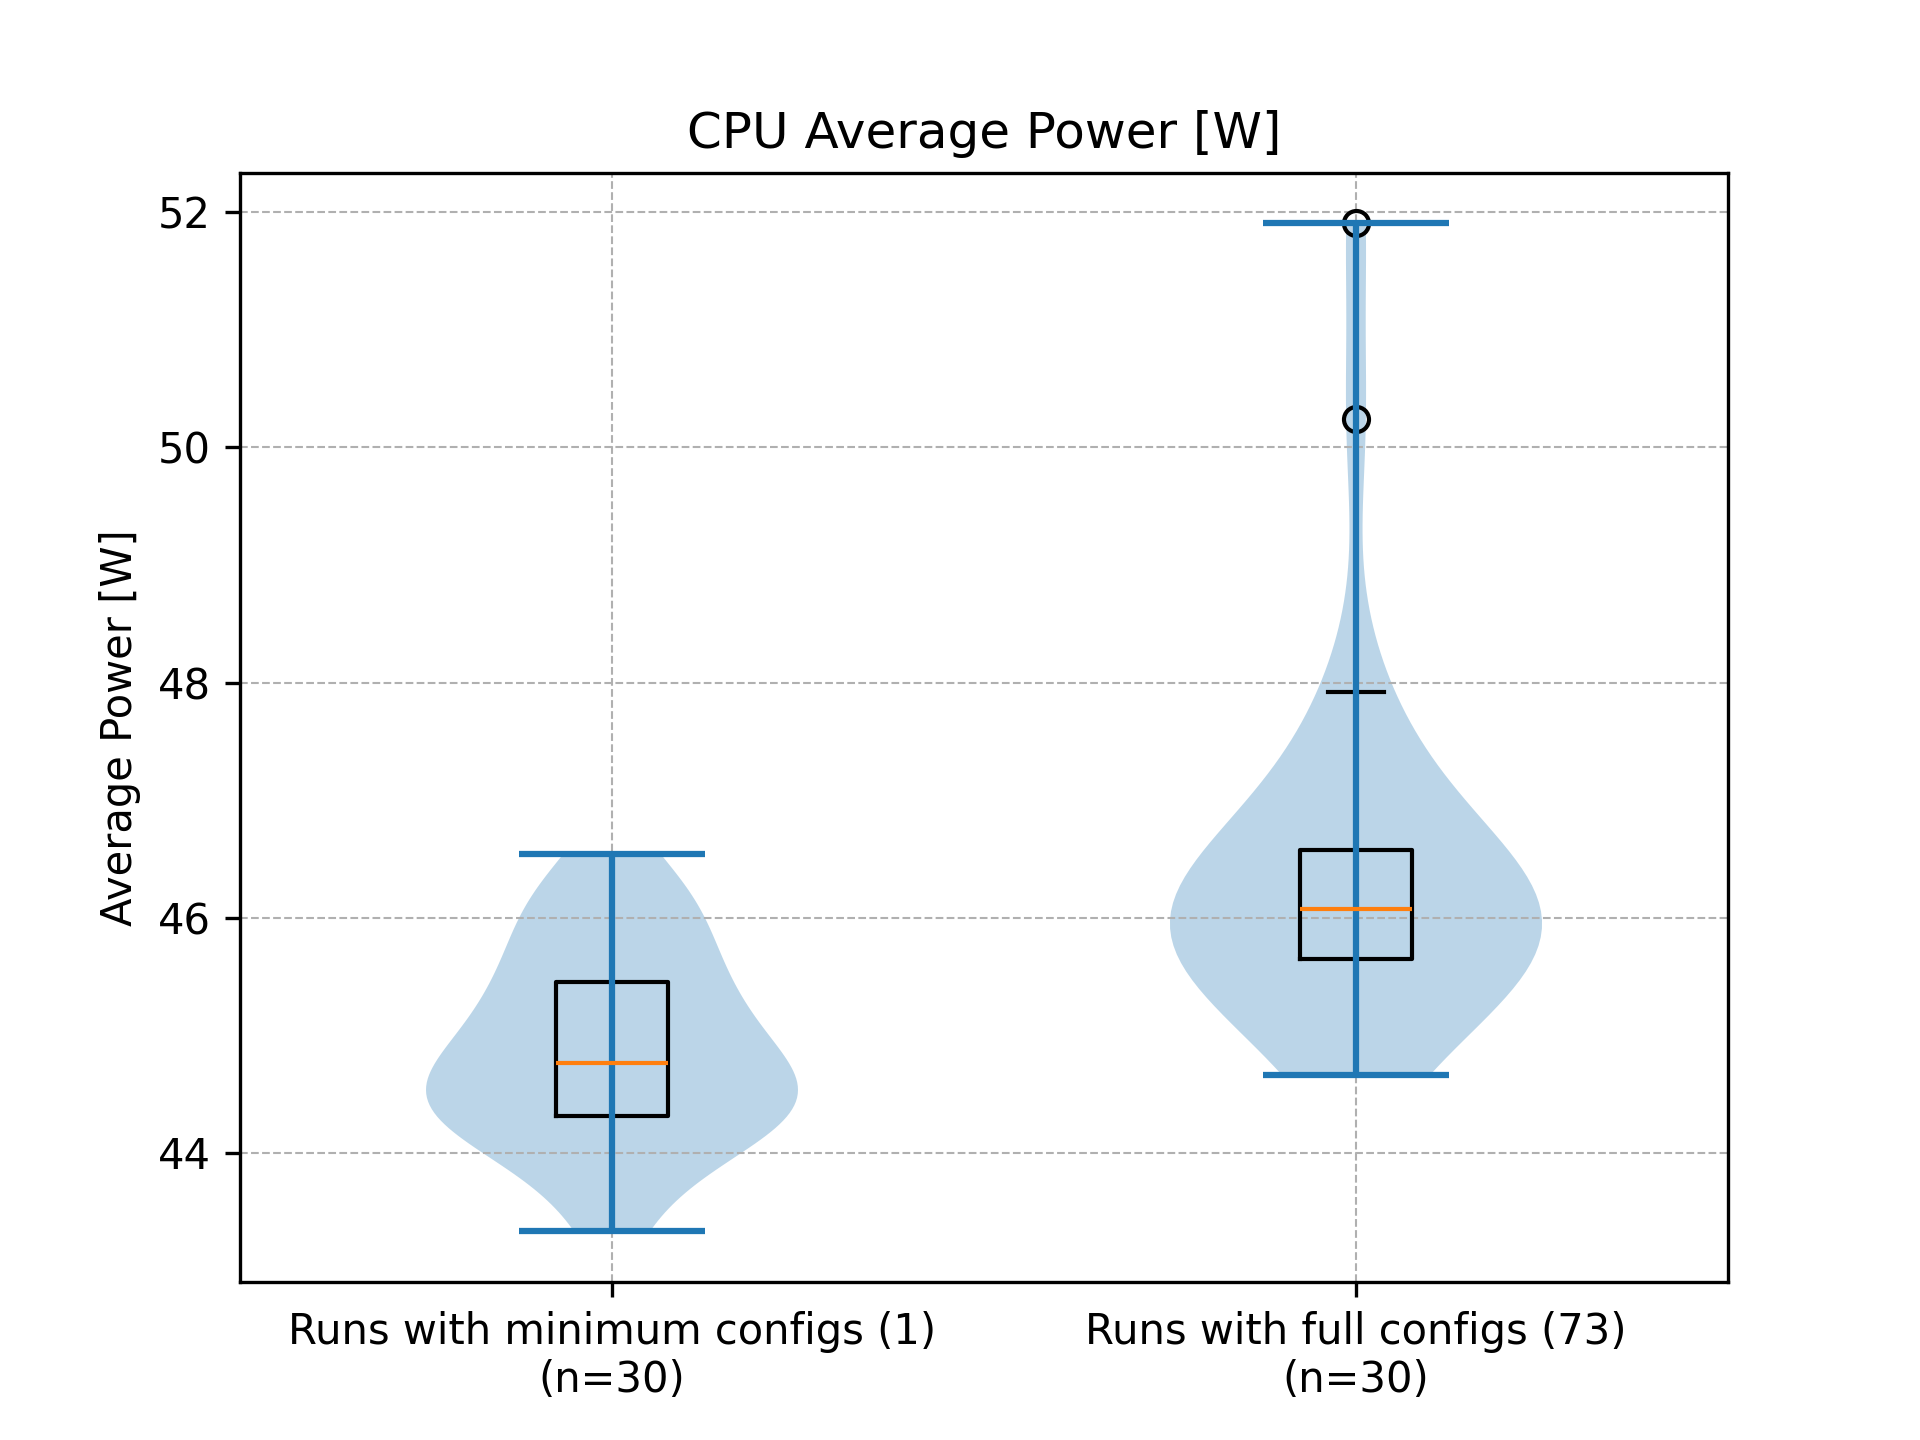 CPU Average Power [W]
Average Power [W]
52
50
48
46
44
Runs with minimum configs (1)
(n=30)
Runs with full configs (73)
(n=30)